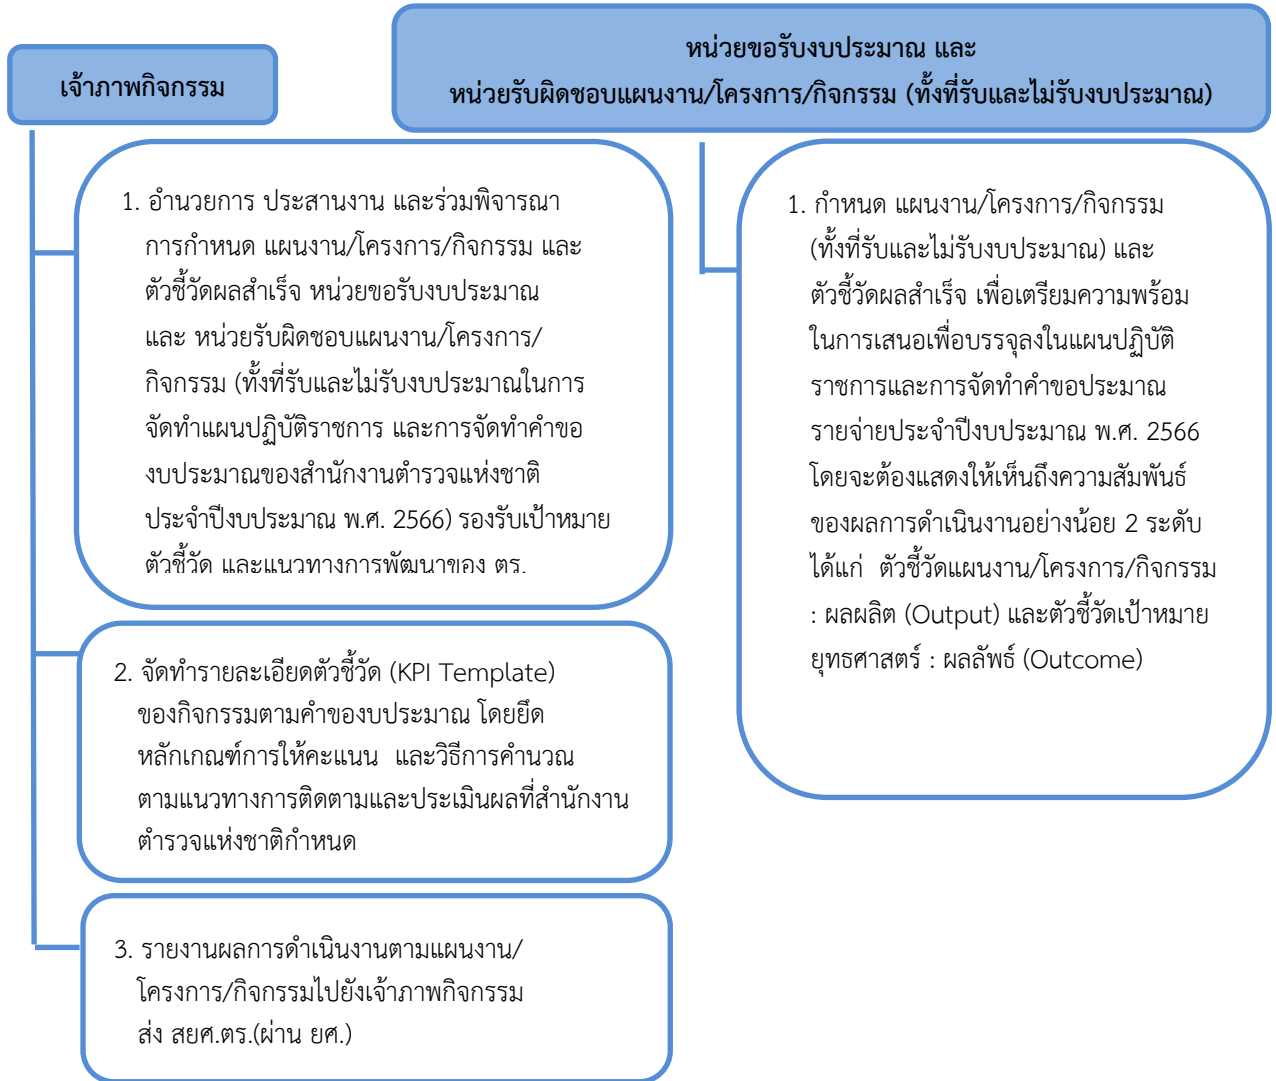 เจ้าภาพกิจกรรม
หน่วยขอรับงบประมาณ และ
หน่วยรับผิดชอบแผนงาน/โครงการ/กิจกรรม (ทั้งที่รับและไม่รับงบประมาณ)
1. อำนวยการ ประสานงาน และร่วมพิจารณา
การกำหนด แผนงาน/โครงการ/กิจกรรม และ
ตัวชี้วัดผลสำเร็จ หน่วยขอรับงบประมาณ
และ หน่วยรับผิดชอบแผนงาน/โครงการ/
กิจกรรม (ทั้งที่รับและไม่รับงบประมาณในการ
จัดทำแผนปฏิบัติราชการ และการจัดทำคำขอ
งบประมาณของสำนักงานตำรวจแห่งชาติ
ประจำปีงบประมาณ พ.ศ. 2566) รองรับเป้าหมาย
ตัวชี้วัด และแนวทางการพัฒนาของ ตร.
2. จัดทำรายละเอียดตัวชี้วัด (KPI Template)
ของกิจกรรมตามคำของบประมาณ โดยยึด
หลักเกณฑ์การให้คะแนน และวิธีการคำนวณ
ตามแนวทางการติดตามและประเมินผลที่สำนักงาน
ตำรวจแห่งชาติกำหนด
3. รายงานผลการดำเนินงานตามแผนงาน/
โครงการ/กิจกรรมไปยังเจ้าภาพกิจกรรม
ส่ง สยศ.ตร.(ผ่าน ยศ.)
1. กำหนด แผนงาน/โครงการ/กิจกรรม
(ทั้งที่รับและไม่รับงบประมาณ) และ
ตัวชี้วัดผลสำเร็จ เพื่อเตรียมความพร้อม
ในการเสนอเพื่อบรรจุลงในแผนปฏิบัติ
ราชการและการจัดทำคำขอประมาณ
รายจ่ายประจำปีงบประมาณ พ.ศ. 2566
โดยจะต้องแสดงให้เห็นถึงความสัมพันธ์
ของผลการดำเนินงานอย่างน้อย 2 ระดับ
ได้แก่ ตัวชี้วัดแผนงาน/โครงการ/กิจกรรม
: ผลผลิต (Output) และตัวชี้วัดเป้าหมาย
ยุทธศาสตร์ : ผลลัพธ์ (Outcome)